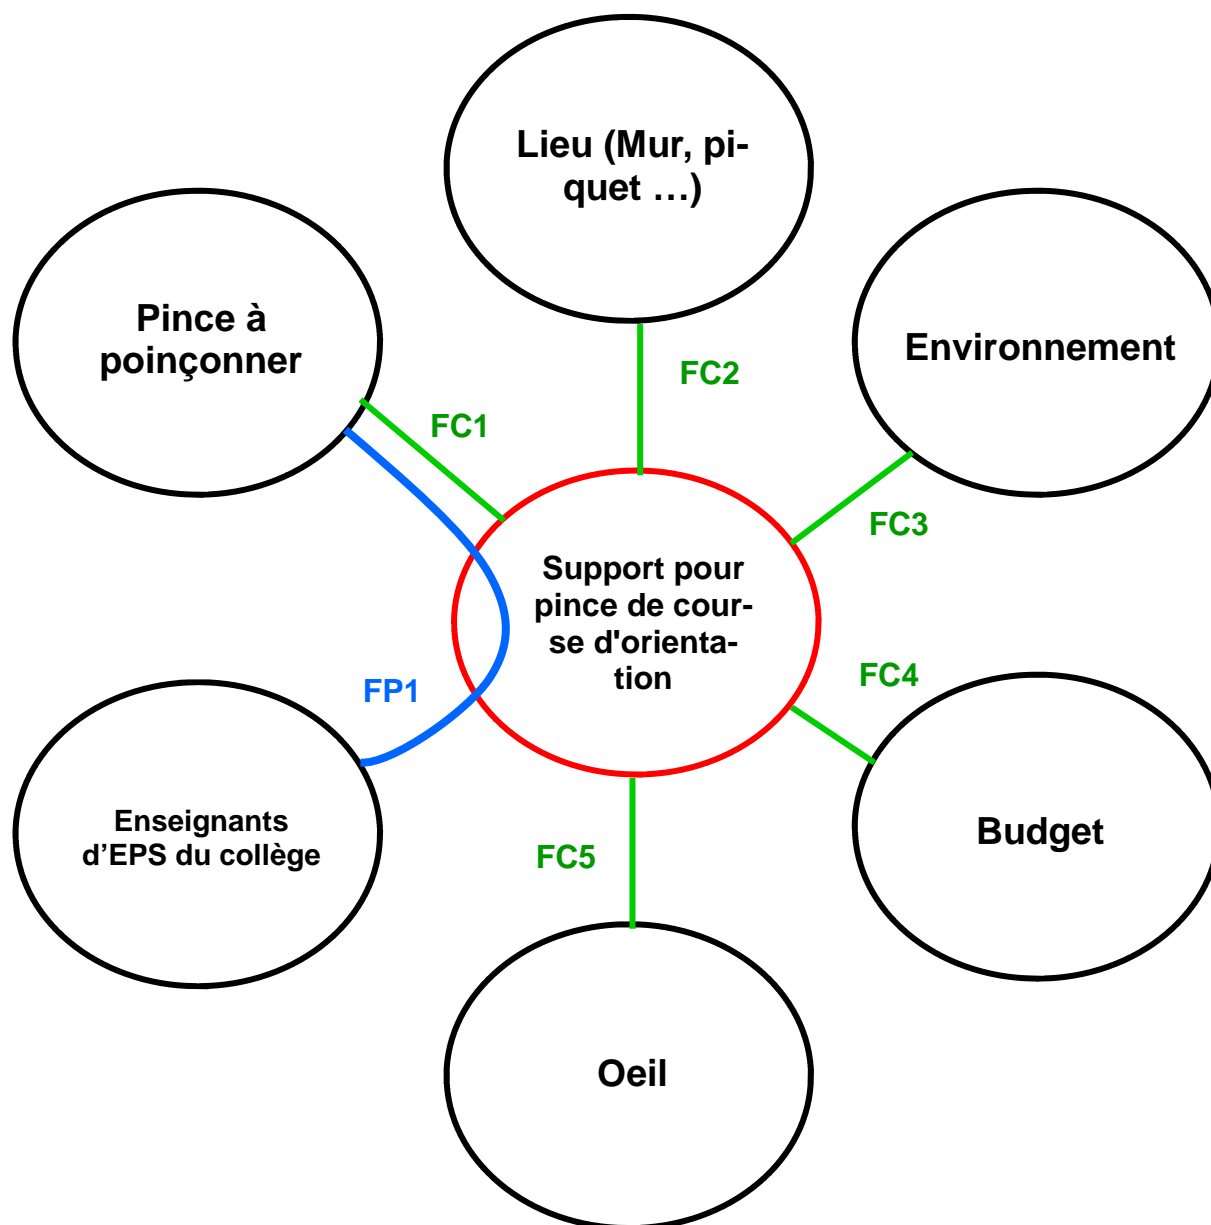 Lieu (Mur, pi-
quet …)
Pince à
poinçonner
Environnement
FC2
FC1
FC3
Support pour
pince de cour-
se d'orienta-
tion
FP1
FC4
Enseignants
d’EPS du collège
Budget
FC5
Oeil